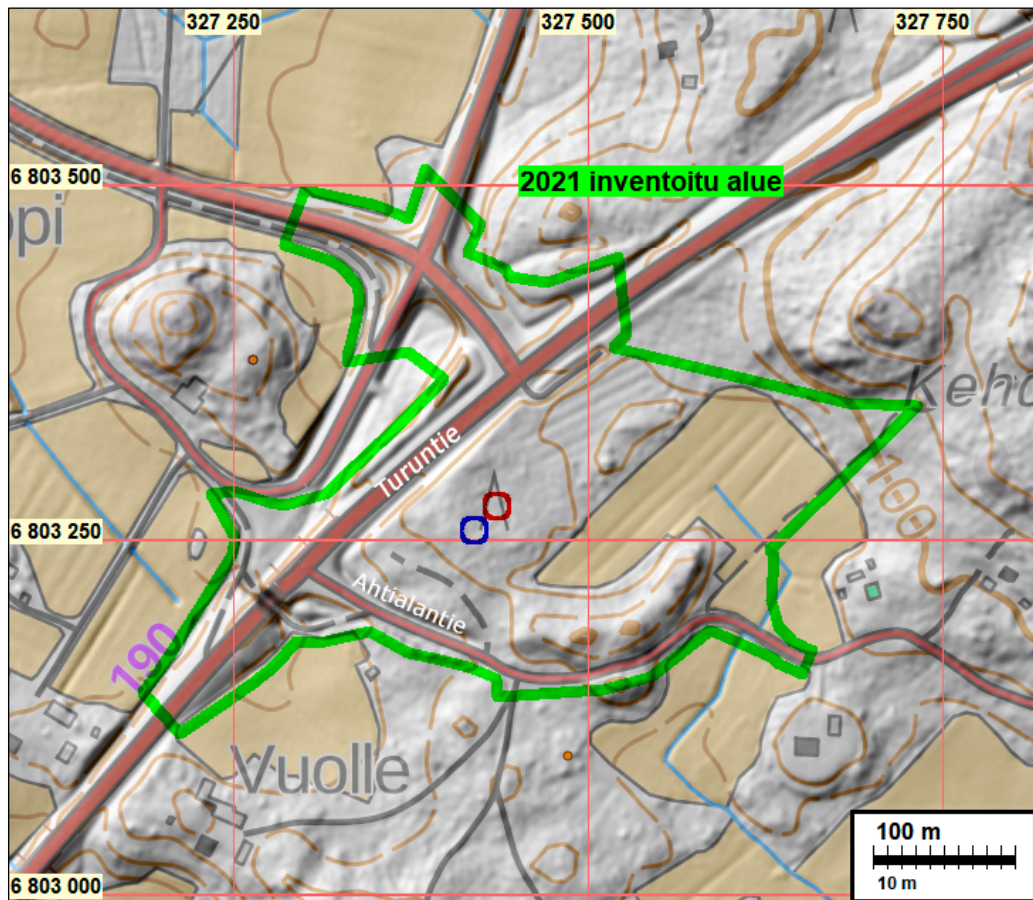 327 250
327 500
327 750
6 803 500
2021 inventoitu alue
opi
Keho
Turuntie
100
6 803 250
Ahtialantie
190
Vuolle
100 m
10 m
6 803 000